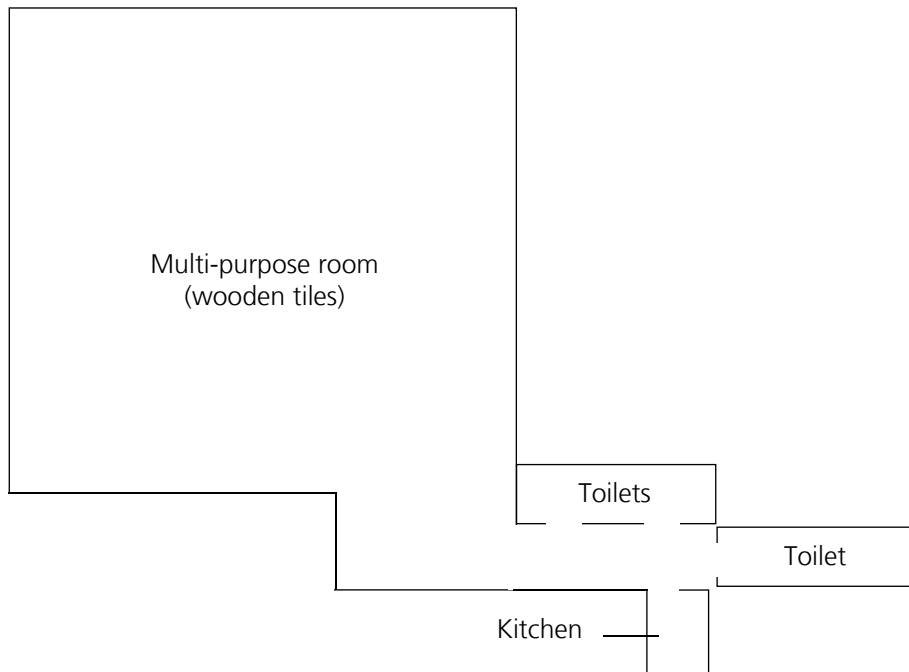 Multi-purpose room
(wooden tiles)
Toilets
Toilet
Kitchen